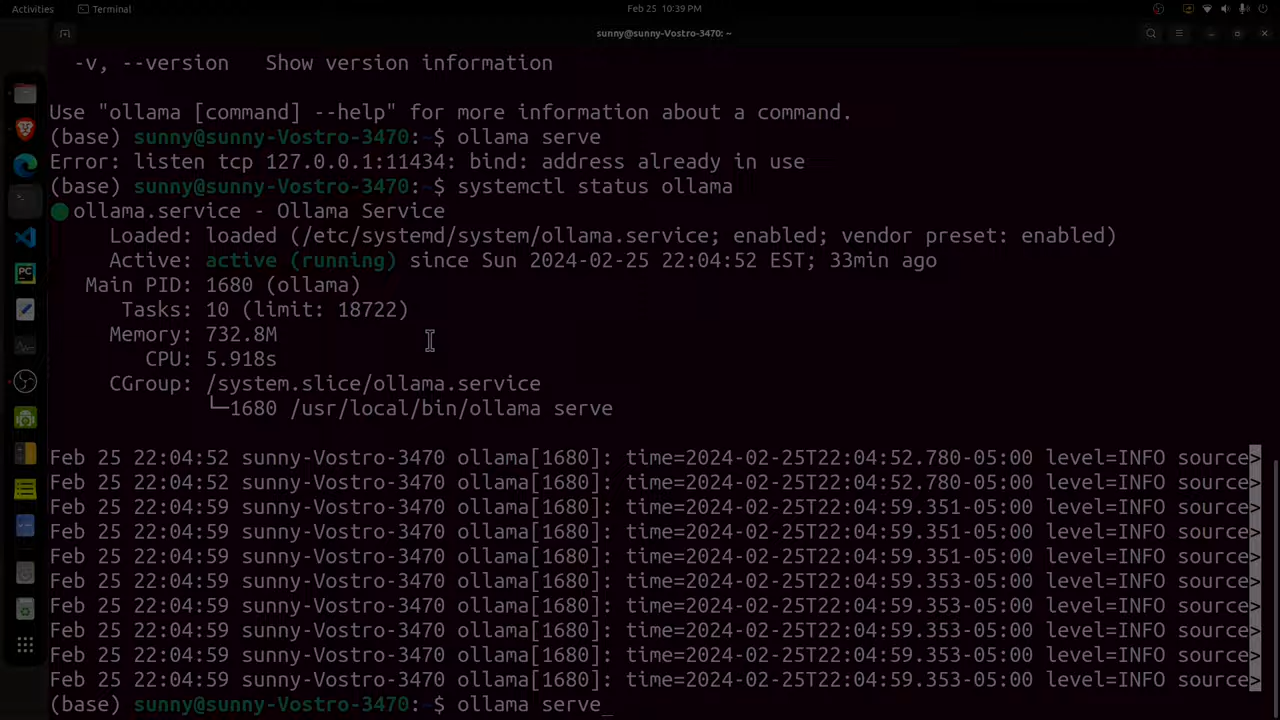 Activities Terminal Feb 25 10:39 PM
sunny@sunny-Vostro-3470: ~
-v, --version Show version information
Use "ollama [command] --help" for more information about a command.
(base) sunny@sunny-Vostro-3470:~$ ollama serve
Error: listen tcp 127.0.0.1:11434: bind: address already in use
(base) sunny@sunny-Vostro-3470:~$ systemctl status ollama
ollama.service - Ollama Service
Loaded: loaded (/etc/systemd/system/ollama.service; enabled; vendor preset: enabled)
Active: active (running) since Sun 2024-02-25 22:04:52 EST; 33min ago
Main PID: 1680 (ollama)
Tasks: 10 (limit: 18722)
Memory: 732.8M
CPU: 5.918s
CGroup: /system.slice/ollama.service
└─1680 /usr/local/bin/ollama serve
Feb 25 22:04:52 sunny-Vostro-3470 ollama[1680]: time=2024-02-25T22:04:52.780-05:00 level=INFO source>
Feb 25 22:04:52 sunny-Vostro-3470 ollama[1680]: time=2024-02-25T22:04:52.780-05:00 level=INFO source>
Feb 25 22:04:59 sunny-Vostro-3470 ollama[1680]: time=2024-02-25T22:04:59.351-05:00 level=INFO source>
Feb 25 22:04:59 sunny-Vostro-3470 ollama[1680]: time=2024-02-25T22:04:59.351-05:00 level=INFO source>
Feb 25 22:04:59 sunny-Vostro-3470 ollama[1680]: time=2024-02-25T22:04:59.351-05:00 level=INFO source>
Feb 25 22:04:59 sunny-Vostro-3470 ollama[1680]: time=2024-02-25T22:04:59.353-05:00 level=INFO source>
Feb 25 22:04:59 sunny-Vostro-3470 ollama[1680]: time=2024-02-25T22:04:59.353-05:00 level=INFO source>
Feb 25 22:04:59 sunny-Vostro-3470 ollama[1680]: time=2024-02-25T22:04:59.353-05:00 level=INFO source>
Feb 25 22:04:59 sunny-Vostro-3470 ollama[1680]: time=2024-02-25T22:04:59.353-05:00 level=INFO source>
Feb 25 22:04:59 sunny-Vostro-3470 ollama[1680]: time=2024-02-25T22:04:59.353-05:00 level=INFO source>
(base) sunny@sunny-Vostro-3470:~$ ollama serve_